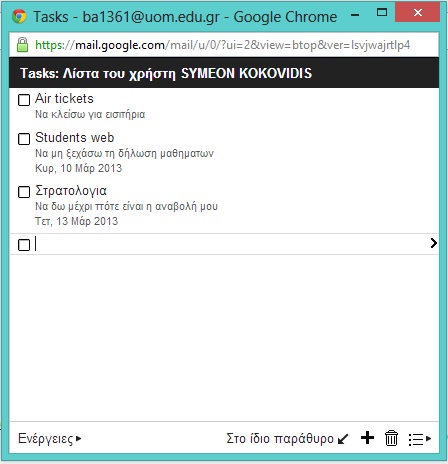 Tasks - ba1361@uom.edu.gr - Google Chrome
https://mail.google.com/mail/u/0/?ui=2&view=btop&ver=lsvjwajrtlp4
Tasks: Λίστα του χρήστη SYMEON KOKOVIDIS
Air tickets
Να κλείσω για εισιτήρια
Students web
Να μη ξεχάσω τη δήλωση μαθηματων
Κυρ, 10 Μάρ 2013
Στρατολογια
Να δω μέχρι πότε είναι η αναβολή μου
Τετ, 13 Μάρ 2013
Ενέργειες
Στο ίδιο παράθυρο